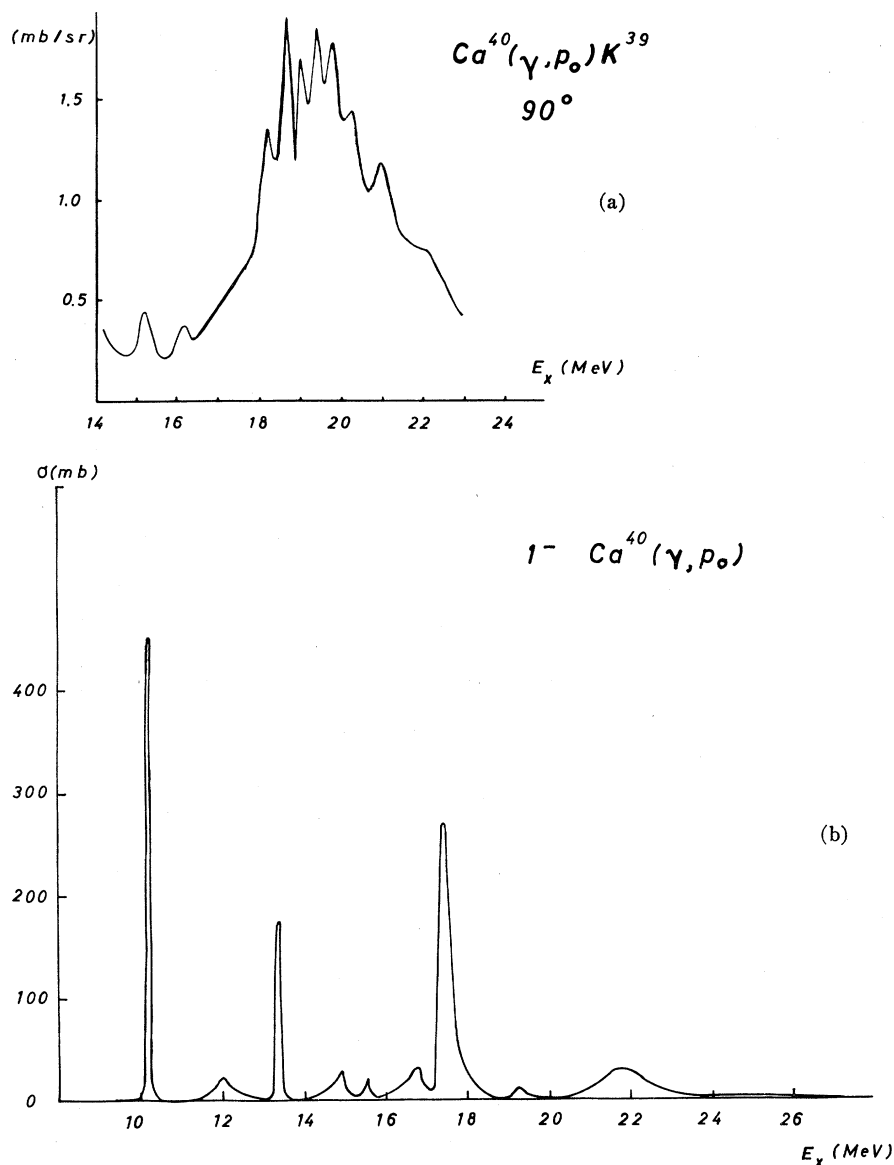 (mb/sr)
Ca⁴⁰(γ,p₀)K³⁹
90°
1.5
1.0
0.5
(a)
E_x (MeV)
14 16 18 20 22 24
σ(mb)
1⁻ Ca⁴⁰(γ,p₀)
400
300
200
100
0
(b)
10 12 14 16 18 20 22 24 26
E_x (MeV)